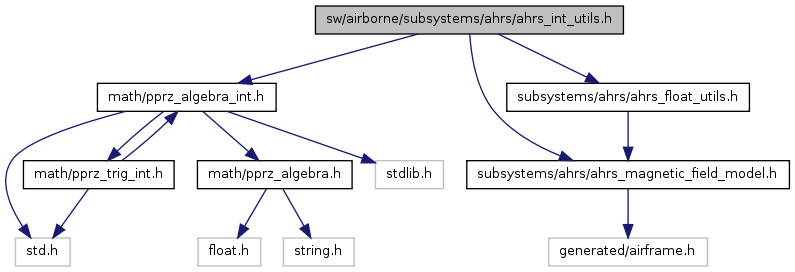 sw/airborne/subsystems/ahrs/ahrs_int_utils.h
math/pprz_algebra_int.h
subsystems/ahrs/ahrs_float_utils.h
math/pprz_trig_int.h
math/pprz_algebra.h
stdlib.h
subsystems/ahrs/ahrs_magnetic_field_model.h
std.h
float.h
string.h
generated/airframe.h